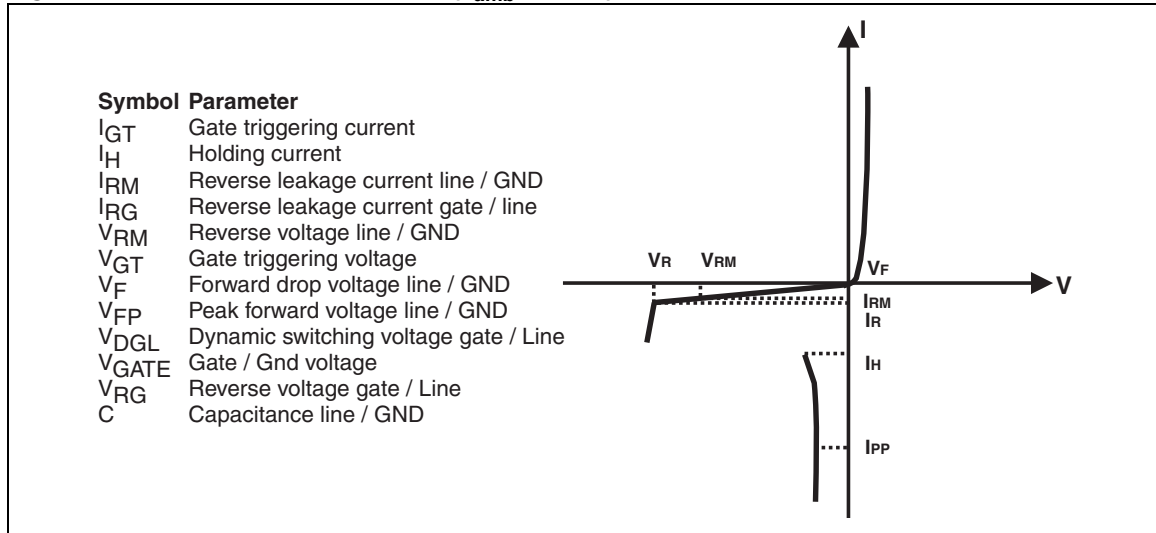 Symbol Parameter
IGT Gate triggering current
IH Holding current
IRM Reverse leakage current line / GND
IRG Reverse leakage current gate / line
VRM Reverse voltage line / GND
VGT Gate triggering voltage
VF Forward drop voltage line / GND
VFP Peak forward voltage line / GND
VDGL Dynamic switching voltage gate / Line
VGATE Gate / Gnd voltage
VRG Reverse voltage gate / Line
C Capacitance line / GND
I
VR VRM
VF
V
IRM
IR
IH
IPP